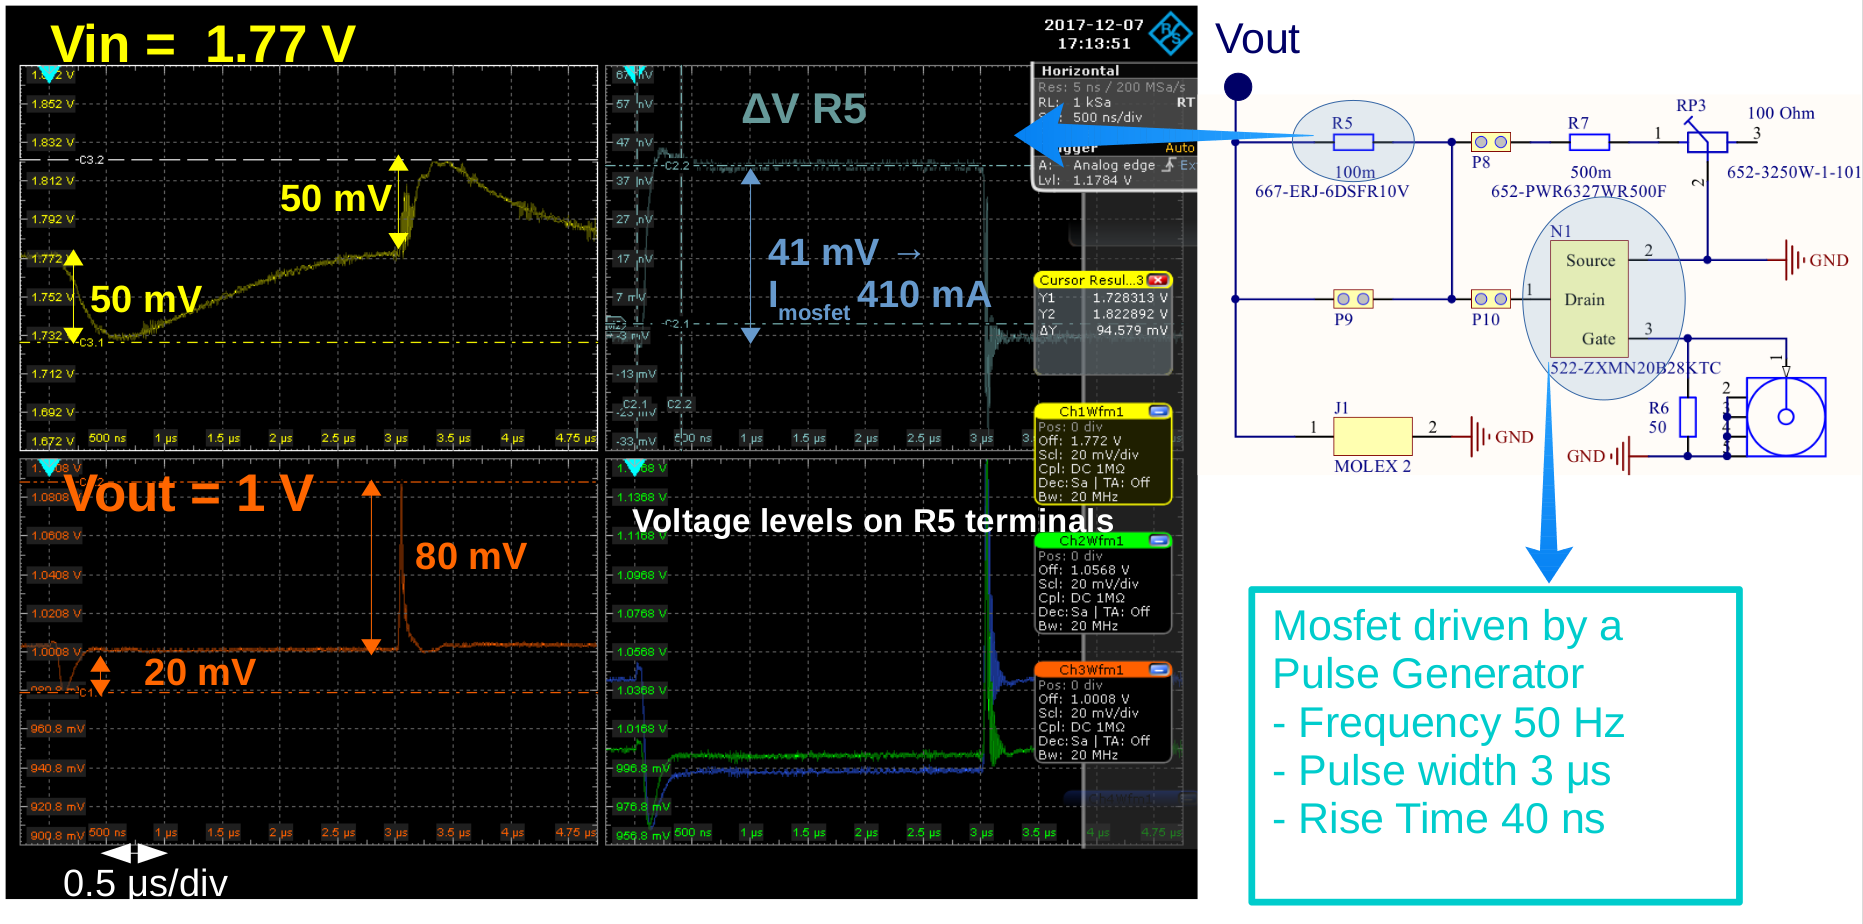 Vin = 1.77 V
2017-12-07
17:13:51
1.852 V
1.832 V
1.812 V
1.792 V
1.772 V
1.752 V
1.732 V
1.712 V
1.692 V
1.672 V
C3.2
C3.1
50 mV
50 mV
500 ns 1 µs 1.5 µs 2 µs 2.5 µs 3 µs 3.5 µs 4 µs 4.75 µs
ΔV R5
57 mV
47 mV
37 mV
27 mV
17 mV
7 mV
-3 mV
-13 mV
-23 mV
-33 mV
C2.2
C2.1
C2.1 C2.2
41 mV →
Imosfet 410 mA
500 ns 1 µs 1.5 µs 2 µs 2.5 µs 3 µs
Horizontal
Res: 5 ns / 200 MSa/s
RL: 1 kSa RT
500 ns/div
Auto
A: Analog edge Ext
Lvl: 1.1784 V
Cursor Resul...3
Y1 1.728313 V
Y2 1.822892 V
ΔY 94.579 mV
Ch1Wfm1
Pos: 0 div
Off: 1.772 V
Scl: 20 mV/div
Cpl: DC 1MΩ
Dec: Sa | TA: Off
Bw: 20 MHz
Ch2Wfm1
Pos: 0 div
Off: 1.0568 V
Scl: 20 mV/div
Cpl: DC 1MΩ
Dec: Sa | TA: Off
Bw: 20 MHz
Ch3Wfm1
Pos: 0 div
Off: 1.0008 V
Scl: 20 mV/div
Cpl: DC 1MΩ
Dec: Sa | TA: Off
Bw: 20 MHz
Vout = 1 V
1.0808 V
1.0608 V
1.0408 V
1.0208 V
1.0008 V
960.8 mV
940.8 mV
920.8 mV
900.8 mV
80 mV
20 mV
500 ns 1 µs 1.5 µs 2 µs 2.5 µs 3 µs 3.5 µs 4 µs 4.75 µs
0.5 µs/div
Voltage levels on R5 terminals
1.1368 V
1.1168 V
1.0968 V
1.0768 V
1.0568 V
1.0368 V
1.0168 V
996.8 mV
976.8 mV
956.8 mV
500 ns 1 µs 1.5 µs 2 µs 2.5 µs 3 µs 3.5 µs 4 µs 4.75 µs
Vout
R5
100m
667-ERJ-6DSFR10V
P8
R7
500m
652-PWR6327WR500F
RP3
100 Ohm
1 3
2
652-3250W-1-101
N1
Source 2
Drain 1
Gate 3
522-ZXMN20B28KTC
GND
P9
P10
J1
1 2
MOLEX 2
GND
R6
50
GND
1
2
Mosfet driven by a
Pulse Generator
- Frequency 50 Hz
- Pulse width 3 µs
- Rise Time 40 ns